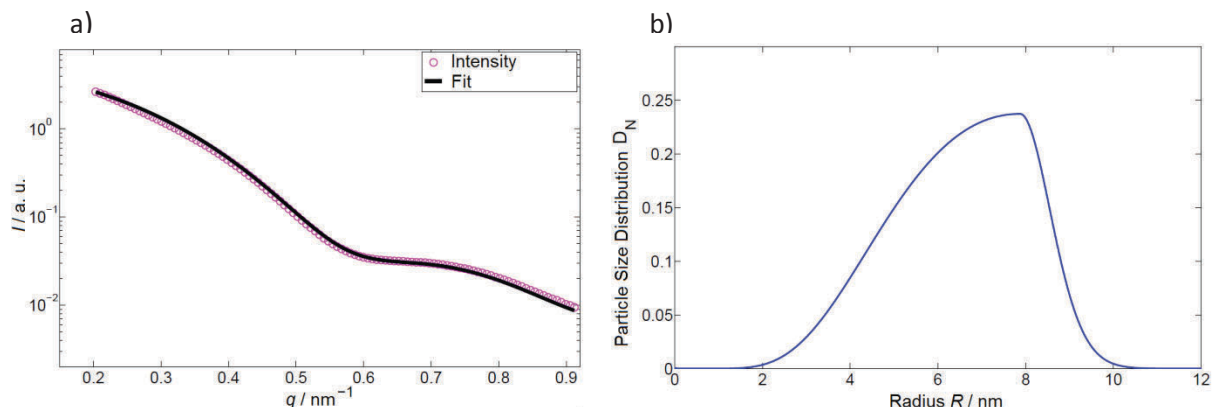 a)
Intensity
Fit
10⁰
10⁻¹
10⁻²
I / a. u.
0.2 0.3 0.4 0.5 0.6 0.7 0.8 0.9
q / nm⁻¹
b)
0.25
0.2
0.15
0.1
0.05
0
Particle Size Distribution D_N
0 2 4 6 8 10 12
Radius R / nm